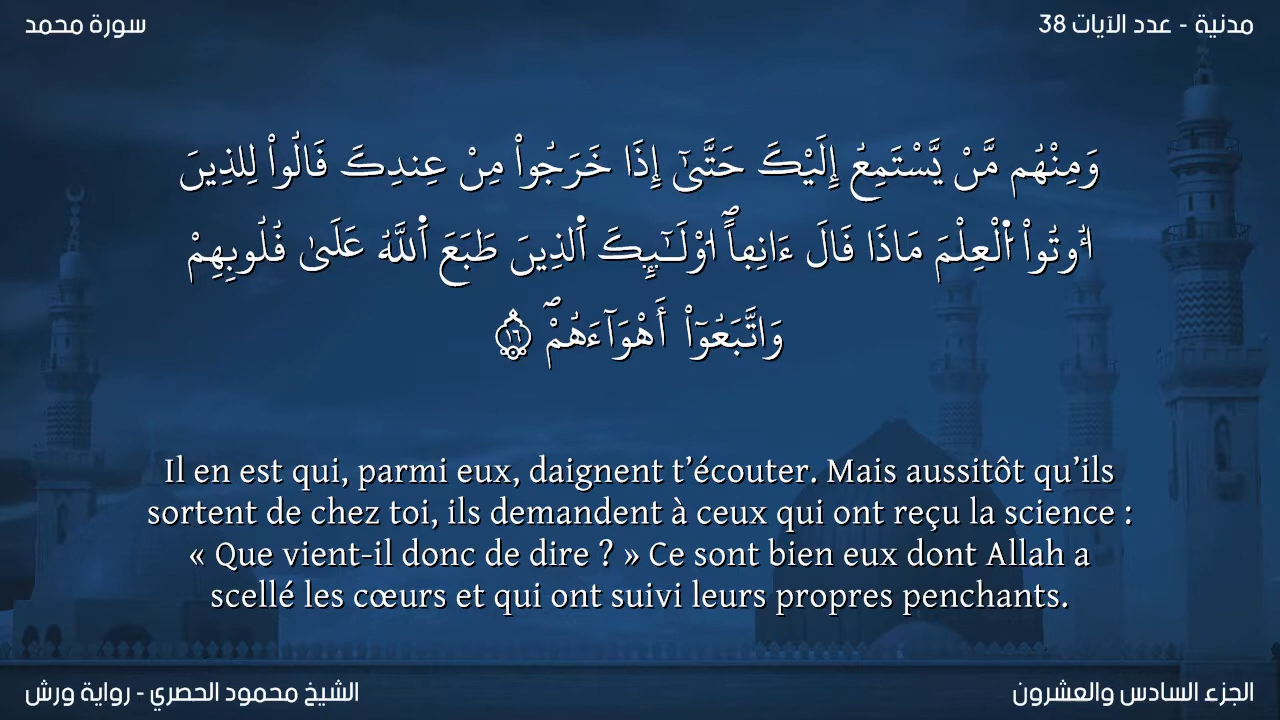 سورة محمد
مدنية - عدد الآيات 38
وَمِنْهُم مَّنْ يَّسْتَمِعُ إِلَيْكَ حَتَّىٰٓ إِذَا خَرَجُواْ مِنْ عِندِكَ قَالُواْ لِلذِينَ
اُ۟وتُواْ اُ۬لْعِلْمَ مَاذَا قَالَ ءَانِفاًۖ ا۟وْلَـٰٓئِكَ اَ۬لذِينَ طَبَعَ اَ۬للَّهُ عَلَىٰ قُلُوبِهِمْ
وَاتَّبَعُوٓاْ أَهْوَآءَهُمْۖ ١٦
Il en est qui, parmi eux, daignent t’écouter. Mais aussitôt qu’ils
sortent de chez toi, ils demandent à ceux qui ont reçu la science :
« Que vient-il donc de dire ? » Ce sont bien eux dont Allah a
scellé les cœurs et qui ont suivi leurs propres penchants.
الشيخ محمود الحصري - رواية ورش
الجزء السادس والعشرون